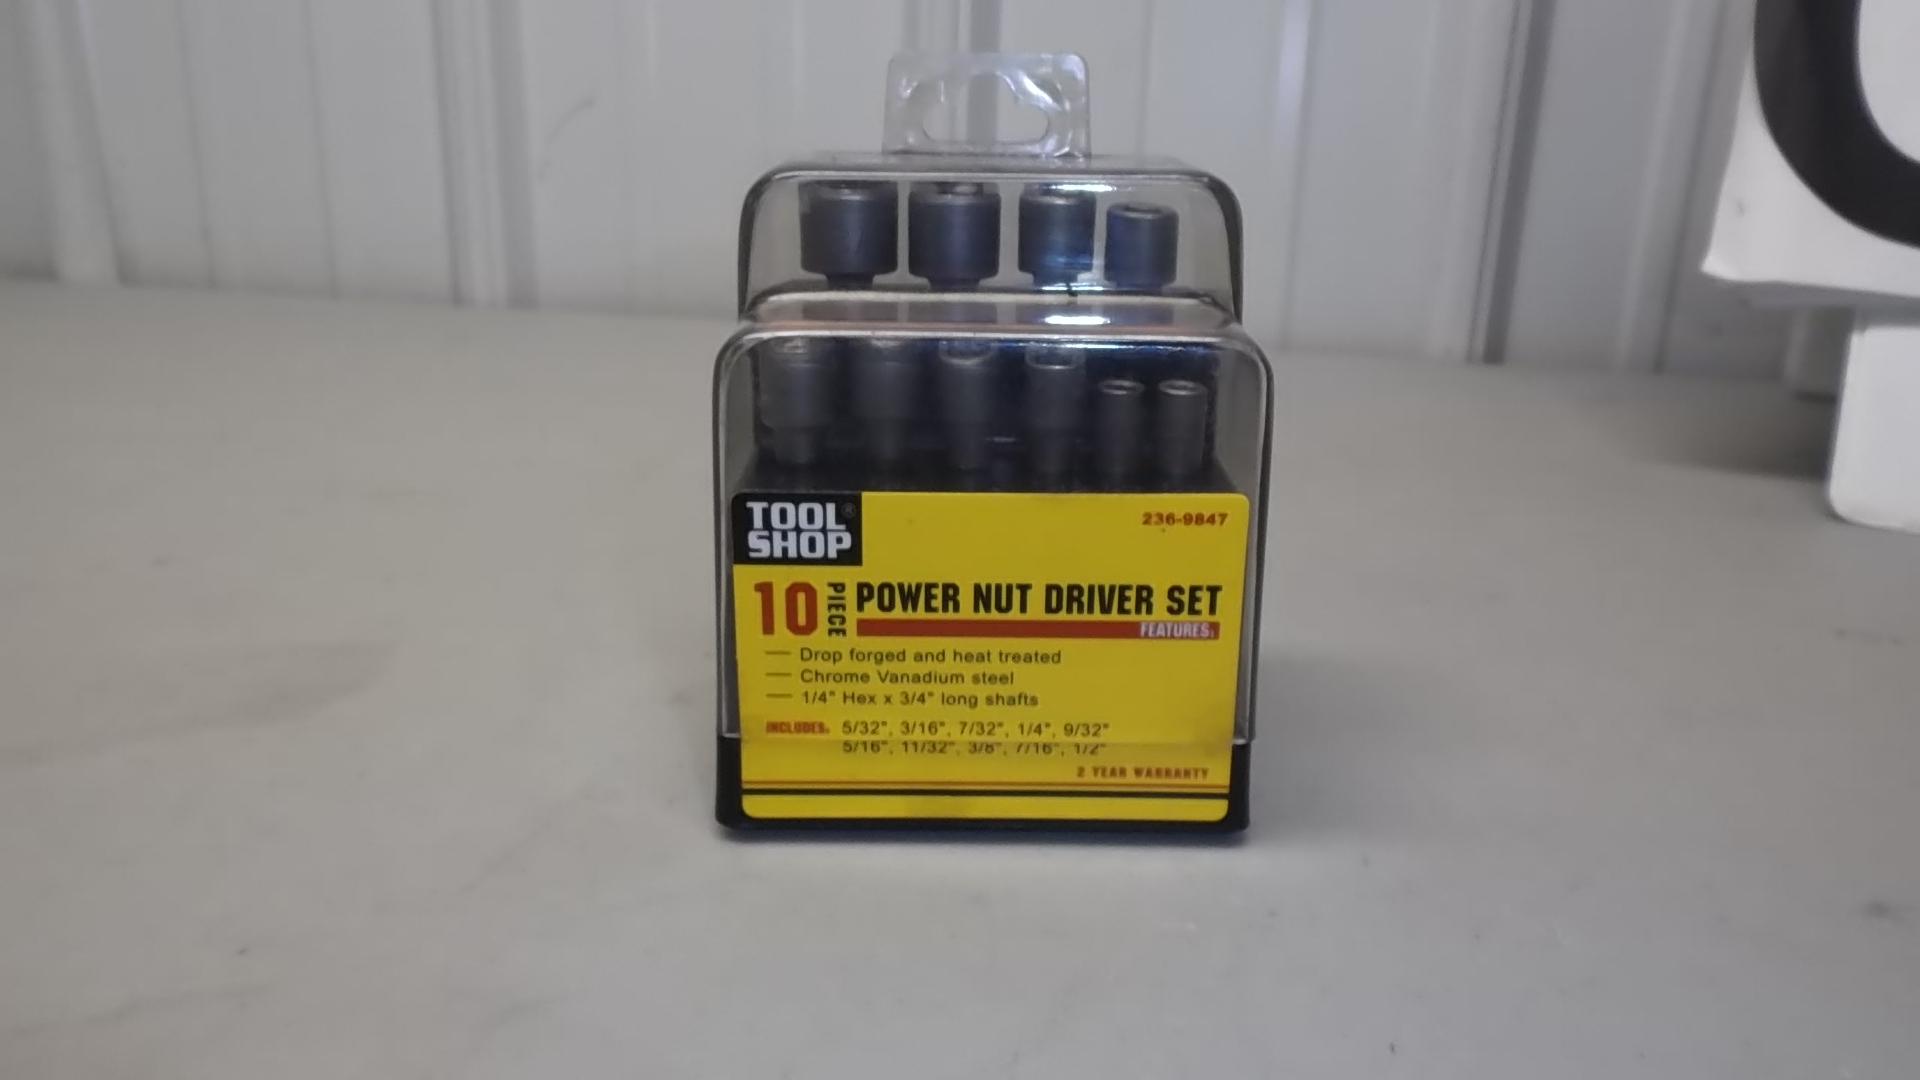 TOOL®
SHOP
236-9847
10 PIECE POWER NUT DRIVER SET
FEATURES:
Drop forged and heat treated
Chrome Vanadium steel
1/4" Hex x 3/4" long shafts
INCLUDES: 5/32", 3/16", 7/32", 1/4", 9/32"
5/16", 11/32", 3/8", 7/16", 1/2"
2 YEAR WARRANTY